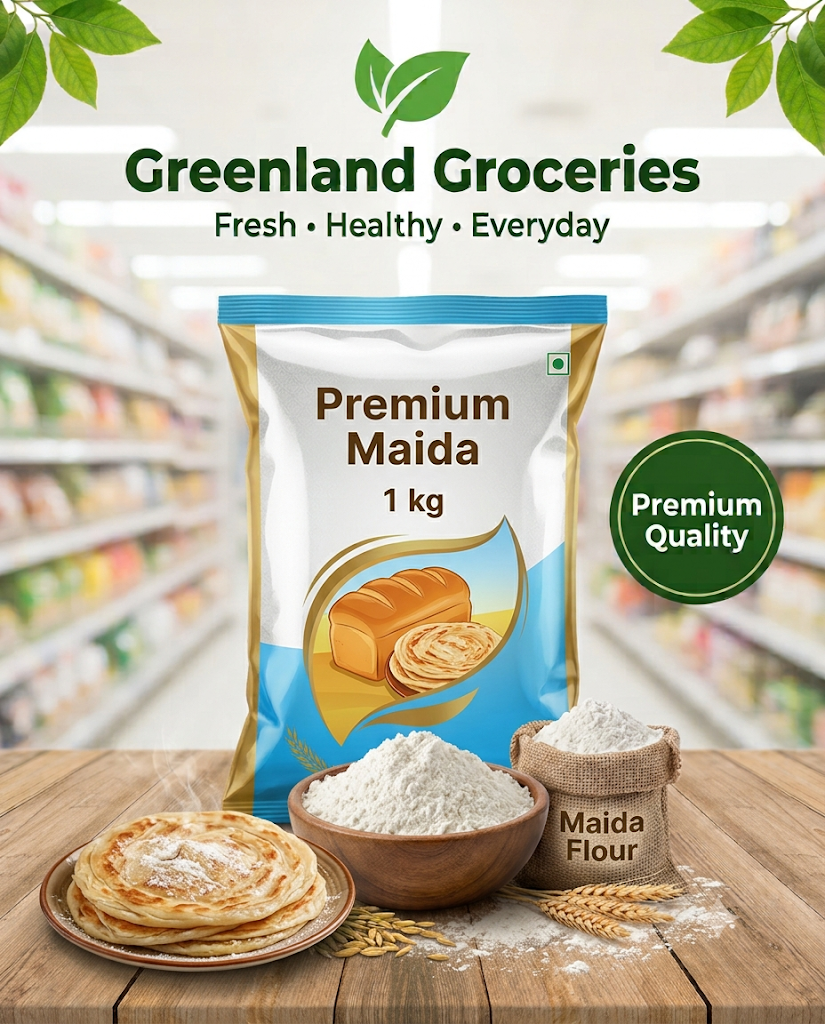 Greenland Groceries
Fresh • Healthy • Everyday
Premium
Maida
1 kg
Premium
Quality
Maida
Flour